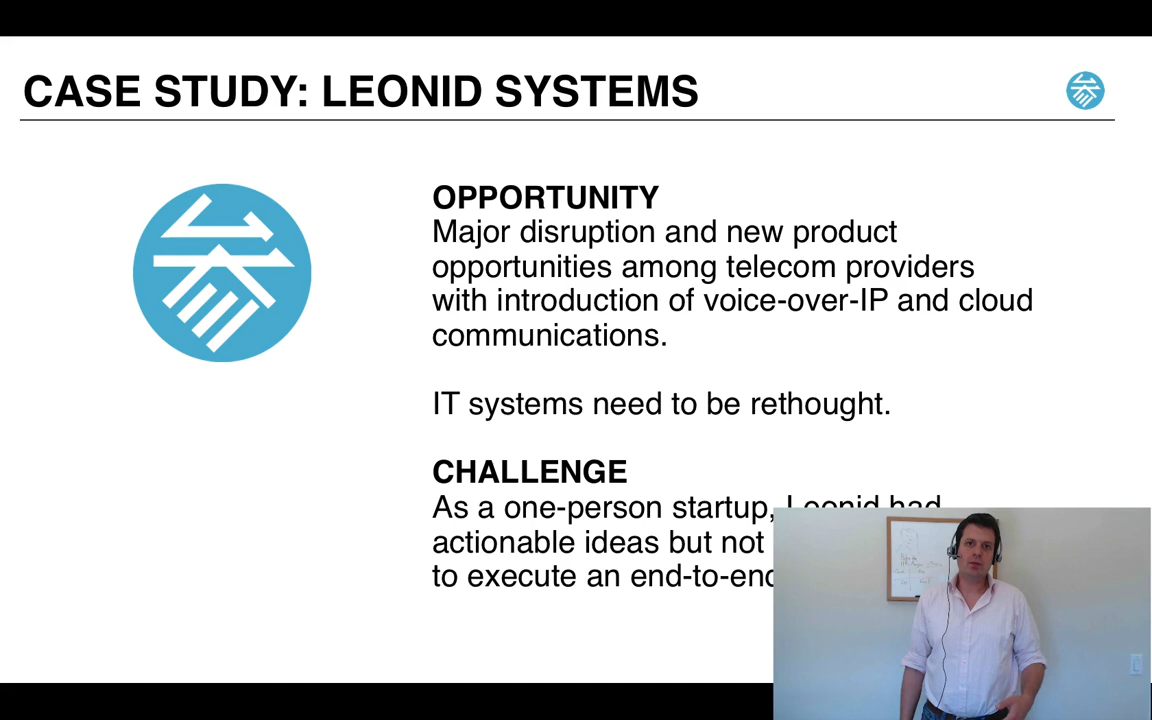 CASE STUDY: LEONID SYSTEMS
OPPORTUNITY
Major disruption and new product
opportunities among telecom providers
with introduction of voice-over-IP and cloud
communications.
IT systems need to be rethought.
CHALLENGE
As a one-person startup, Leonid had
actionable ideas but not
to execute an